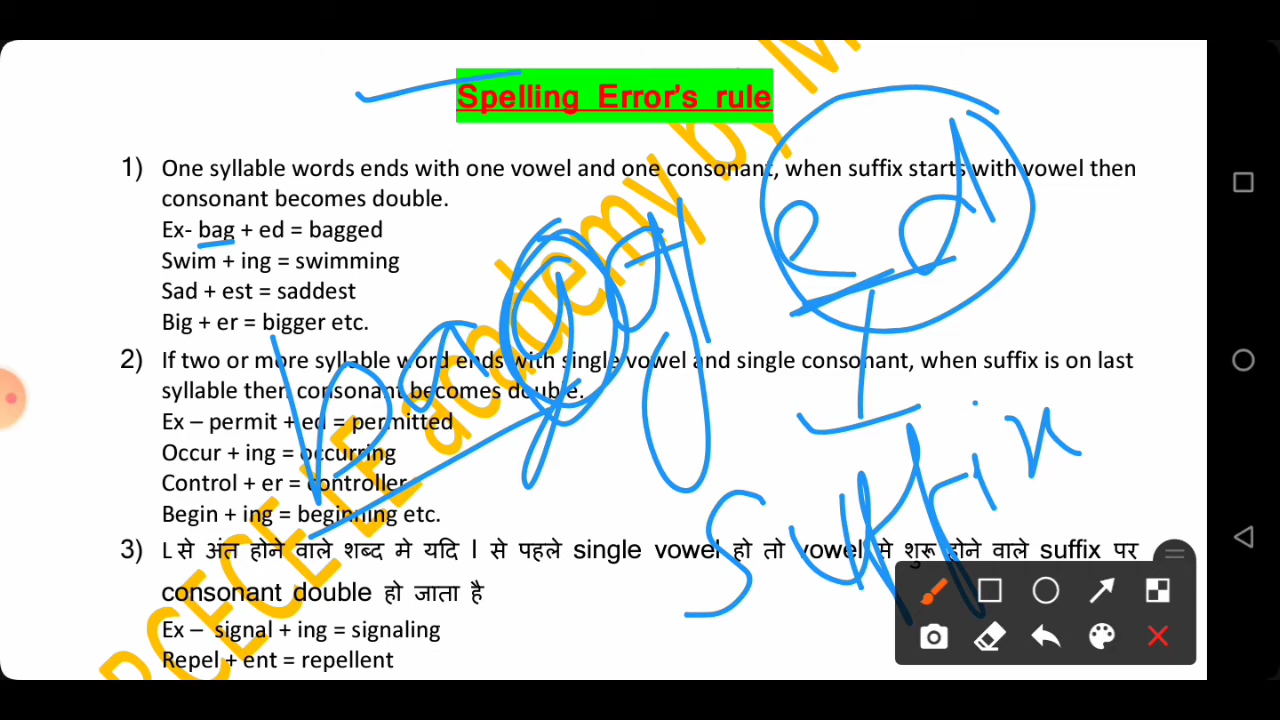 Spelling Error's rule
1) One syllable words ends with one vowel and one consonant, when suffix starts with vowel then
consonant becomes double.
Ex- bag + ed = bagged
Swim + ing = swimming
Sad + est = saddest
Big + er = bigger etc.
2) If two or more syllable word ends with single vowel and single consonant, when suffix is on last
syllable then consonant becomes double.
Ex – permit + ed = permitted
Occur + ing = occurring
Control + er = controller
Begin + ing = beginning etc.
3) L से अंत होने वाले शब्द मे यदि l से पहले single vowel हो तो vowel से शुरू होने वाले suffix पर
consonant double हो जाता है
Ex – signal + ing = signaling
Repel + ent = repellent
PCECE LE academy by M
bag
ed
suffix